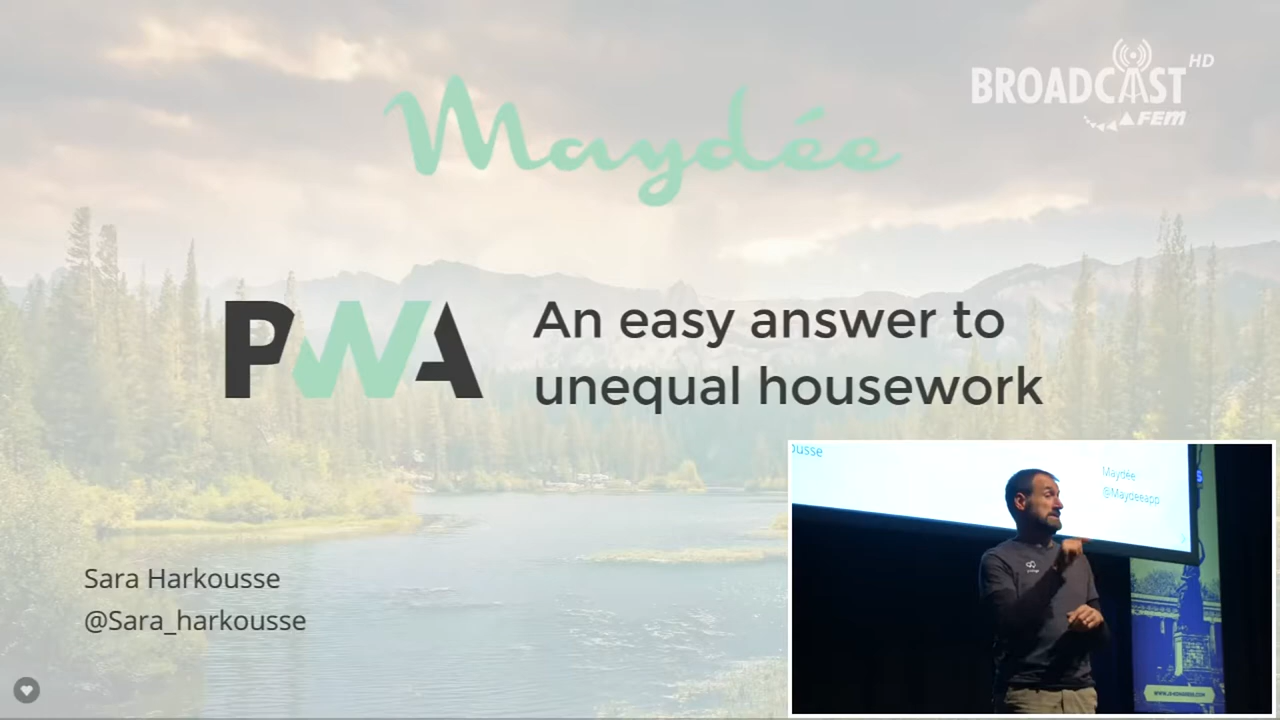 Maydée
BROADCAST HD
FEM
PWA
An easy answer to
unequal housework
Sara Harkousse
@Sara_harkousse
ousse
Maydée
@Maydeeapp